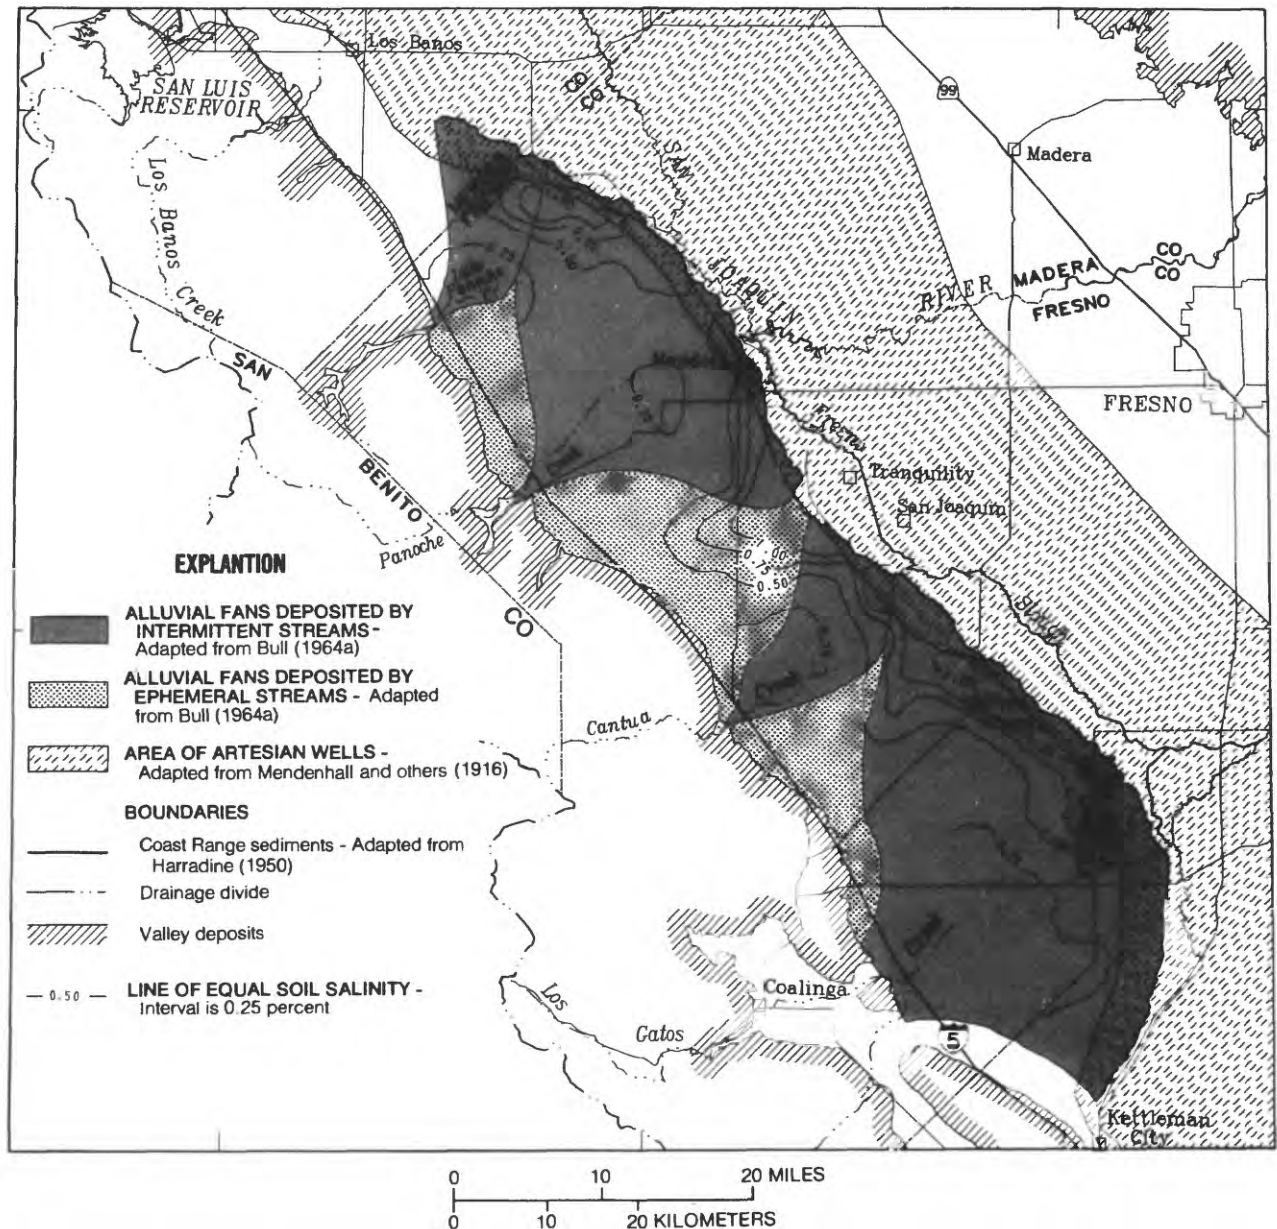 Los Banos
SAN LUIS
RESERVOIR
CO
CO
99
SAN
Madera
Los
Banos
Creek
JOAQUIN
RIVER
MADERA
CO
CO
FRESNO
SAN
BENITO
CO
FRESNO
Fresno
Tranquility
San Joaquin
Panoche
0.25
0.50
Slough
Cantua
EXPLANTION
ALLUVIAL FANS DEPOSITED BY
INTERMITTENT STREAMS -
Adapted from Bull (1964a)
ALLUVIAL FANS DEPOSITED BY
EPHEMERAL STREAMS - Adapted
from Bull (1964a)
AREA OF ARTESIAN WELLS -
Adapted from Mendenhall and others (1916)
BOUNDARIES
Coast Range sediments - Adapted from
Harradine (1950)
Drainage divide
Valley deposits
- 0.50 - LINE OF EQUAL SOIL SALINITY -
Interval is 0.25 percent
Coalinga
Los
Gatos
5
Kettleman
City
0 10 20 MILES
0 10 20 KILOMETERS